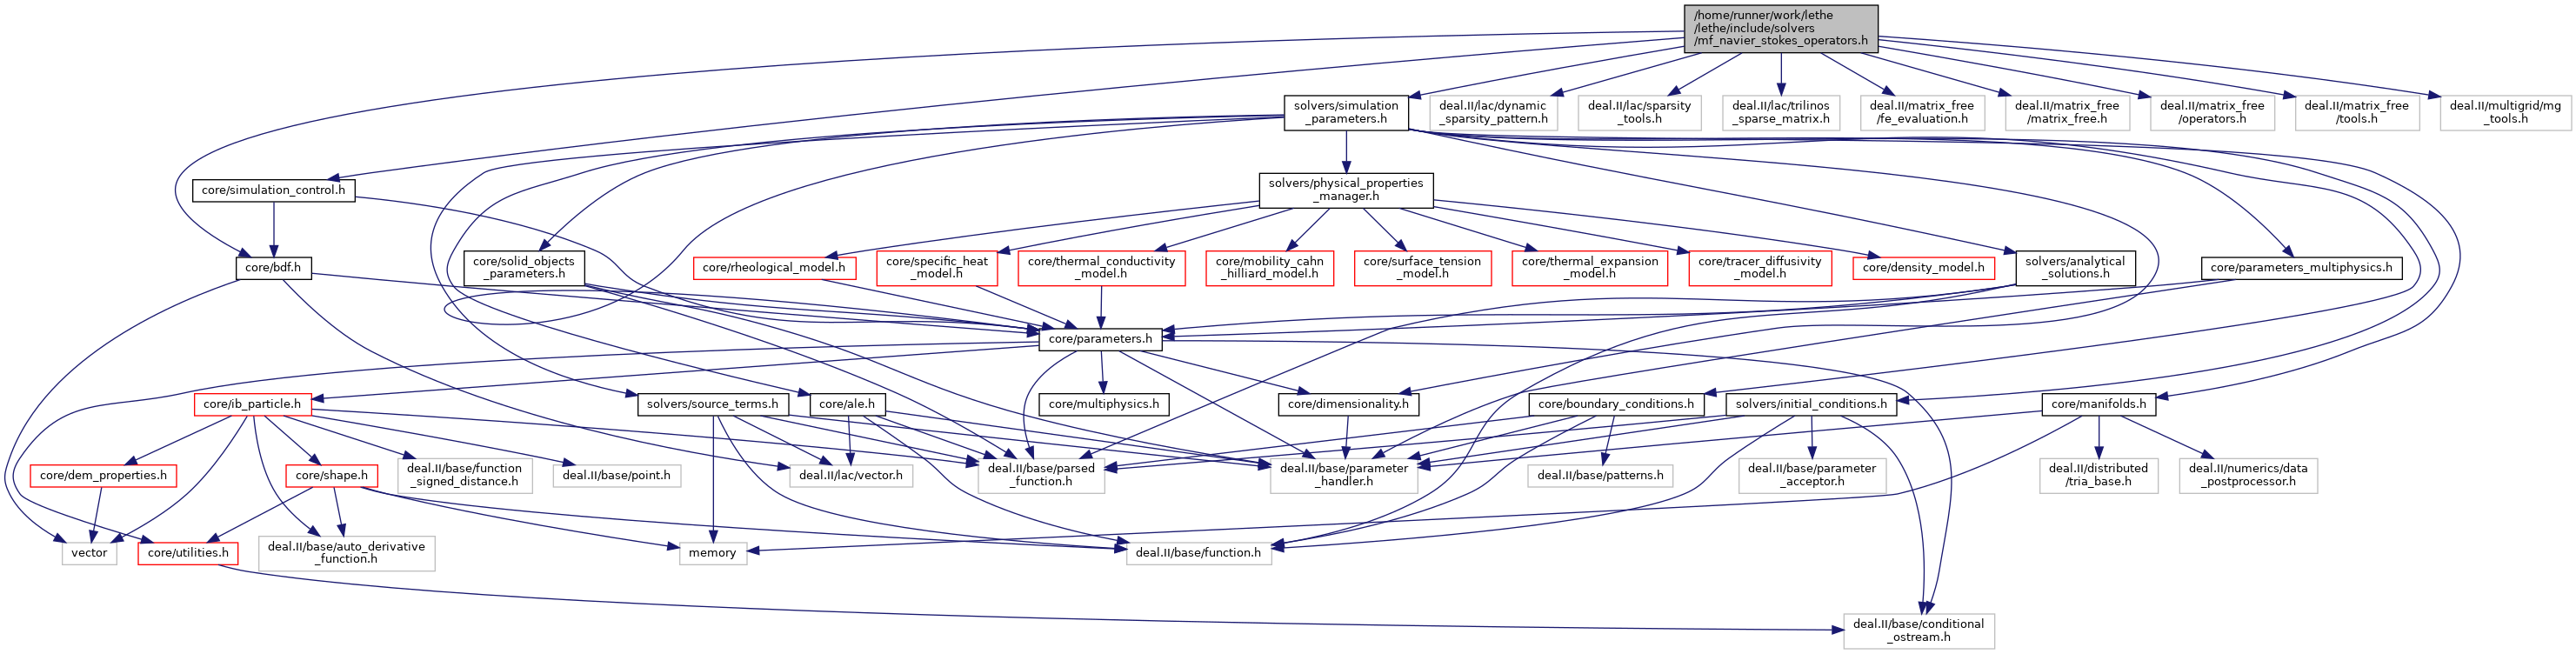 /home/runner/work/lethe
/lethe/include/solvers
/mf_navier_stokes_operators.h
solvers/simulation
_parameters.h
deal.II/lac/dynamic
_sparsity_pattern.h
deal.II/lac/sparsity
_tools.h
deal.II/lac/trilinos
_sparse_matrix.h
deal.II/matrix_free
/fe_evaluation.h
deal.II/matrix_free
/matrix_free.h
deal.II/matrix_free
/operators.h
deal.II/matrix_free
/tools.h
deal.II/multigrid/mg
_tools.h
core/simulation_control.h
solvers/physical_properties
_manager.h
core/bdf.h
core/solid_objects
_parameters.h
core/rheological_model.h
core/specific_heat
_model.h
core/thermal_conductivity
_model.h
core/mobility_cahn
_hilliard_model.h
core/surface_tension
_model.h
core/thermal_expansion
_model.h
core/tracer_diffusivity
_model.h
core/density_model.h
solvers/analytical
_solutions.h
core/parameters_multiphysics.h
core/parameters.h
core/ib_particle.h
solvers/source_terms.h
core/ale.h
core/multiphysics.h
core/dimensionality.h
core/boundary_conditions.h
solvers/initial_conditions.h
core/manifolds.h
core/dem_properties.h
core/shape.h
deal.II/base/function
_signed_distance.h
deal.II/base/point.h
deal.II/lac/vector.h
deal.II/base/parsed
_function.h
deal.II/base/parameter
_handler.h
deal.II/base/patterns.h
deal.II/base/parameter
_acceptor.h
deal.II/distributed
/tria_base.h
deal.II/numerics/data
_postprocessor.h
vector
core/utilities.h
deal.II/base/auto_derivative
_function.h
memory
deal.II/base/function.h
deal.II/base/conditional
_ostream.h